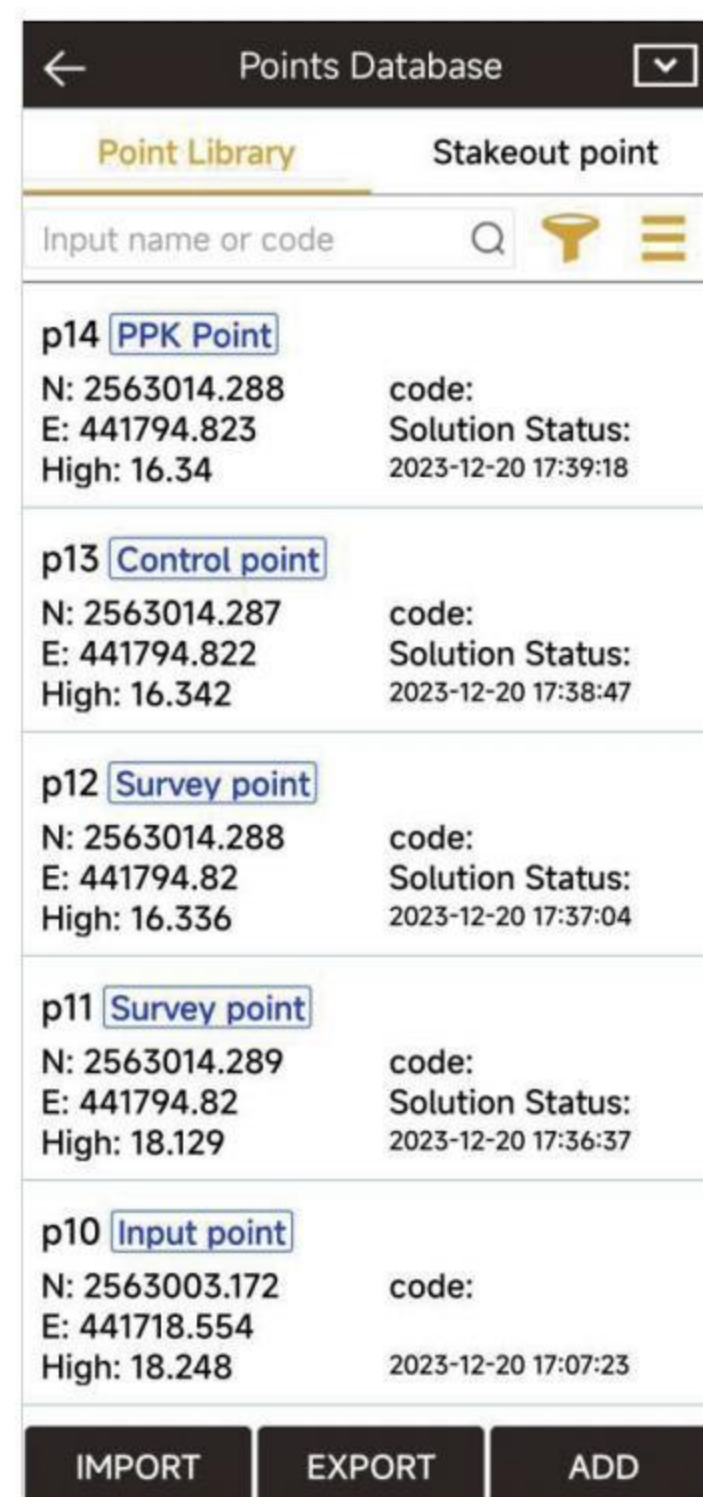 Points Database
Point Library Stakeout point
Input name or code
p14 PPK Point
N: 2563014.288 code:
E: 441794.823 Solution Status:
High: 16.34 2023-12-20 17:39:18
p13 Control point
N: 2563014.287 code:
E: 441794.822 Solution Status:
High: 16.342 2023-12-20 17:38:47
p12 Survey point
N: 2563014.288 code:
E: 441794.82 Solution Status:
High: 16.336 2023-12-20 17:37:04
p11 Survey point
N: 2563014.289 code:
E: 441794.82 Solution Status:
High: 18.129 2023-12-20 17:36:37
p10 Input point
N: 2563003.172 code:
E: 441718.554
High: 18.248 2023-12-20 17:07:23
IMPORT EXPORT ADD